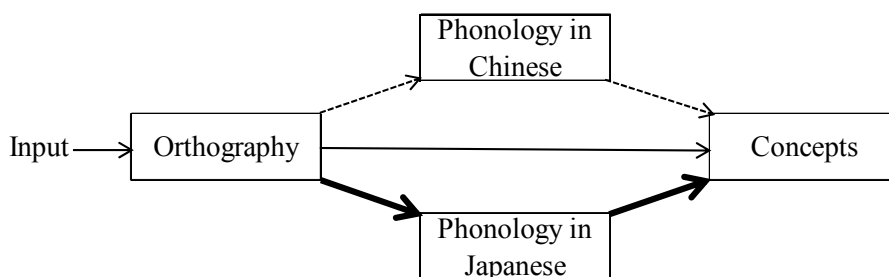 Phonology in
Chinese
Input
Orthography
Concepts
Phonology in
Japanese